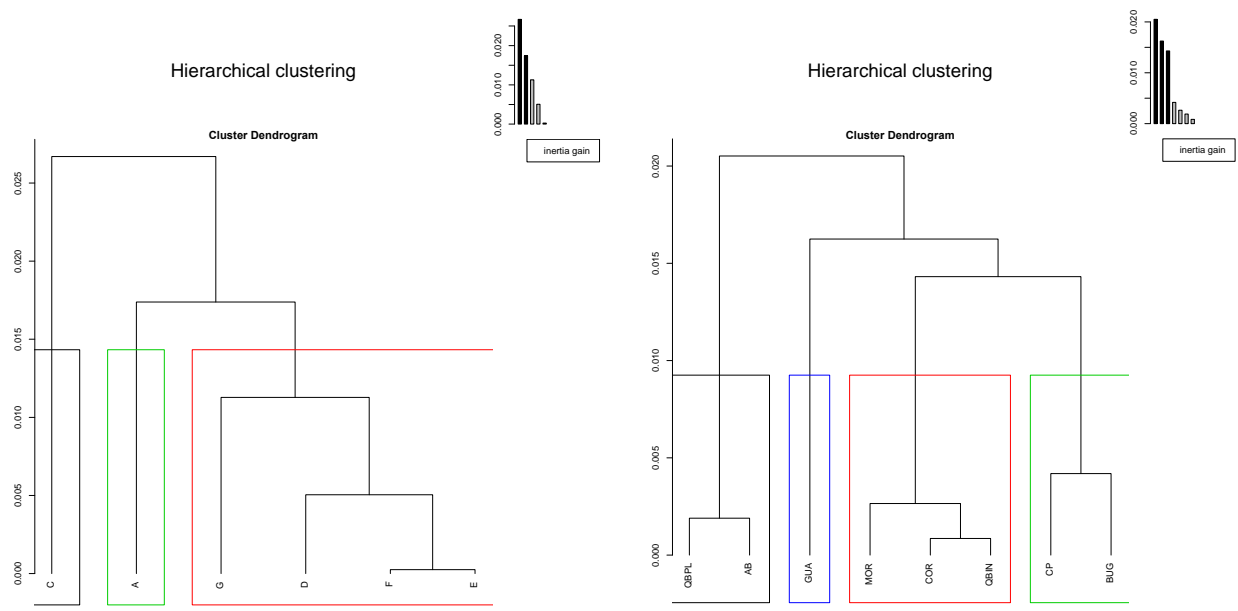 Hierarchical clustering
0.000 0.010 0.020
inertia gain
Cluster Dendrogram
0.000 0.005 0.010 0.015 0.020 0.025
C A G D F E
Hierarchical clustering
0.000 0.010 0.020
inertia gain
Cluster Dendrogram
0.000 0.005 0.010 0.015 0.020
QBPL AB GUA MOR COR QBIN CP BUG